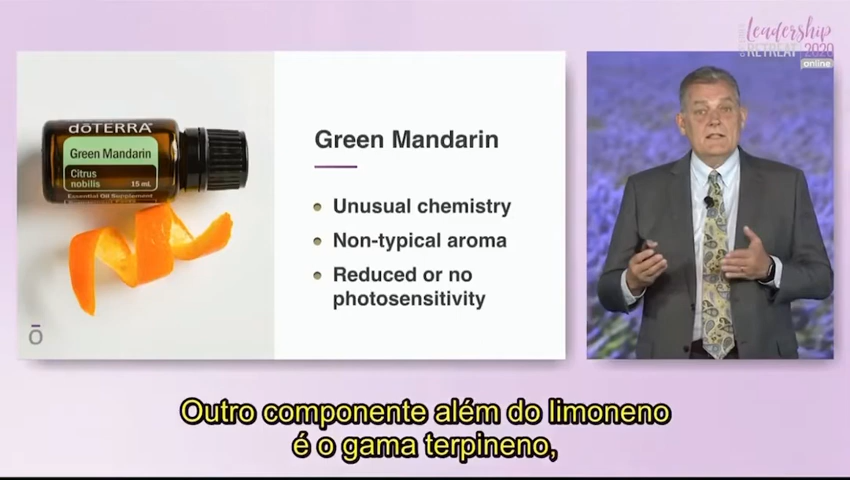 Leadership
RETREAT 2020
online
dōTERRA
Green Mandarin
Citrus
nobilis
15 mL
Essential Oil Supplement
Green Mandarin
Unusual chemistry
Non-typical aroma
Reduced or no
photosensitivity
Outro componente além do limoneno
é o gama terpineno,